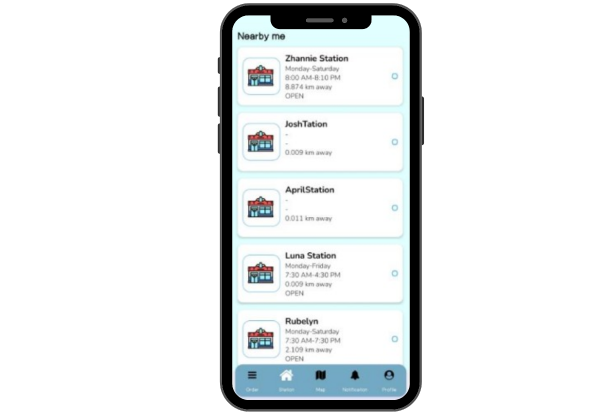 Nearby me
Zhannie Station
Monday-Saturday
8:00 AM-8:10 PM
8.874 km away
OPEN
JoshTation
-
-
0.009 km away
AprilStation
-
-
0.011 km away
Luna Station
Monday-Friday
7:30 AM-4:30 PM
0.009 km away
OPEN
Rubelyn
Monday-Saturday
7:30 AM-7:30 PM
2.109 km away
OPEN
Order Station Map Notification Profile